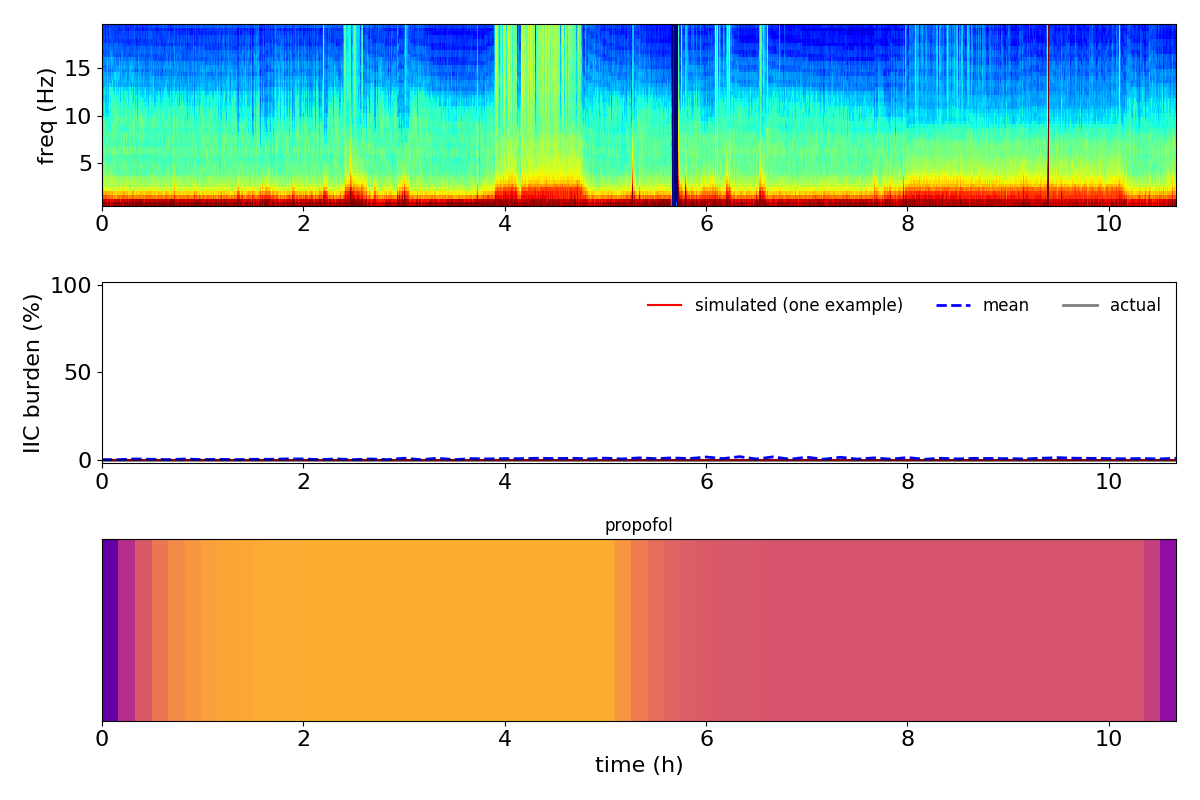 freq (Hz)
15
10
5
0 2 4 6 8 10
IIC burden (%)
100
50
0
simulated (one example) mean actual
0 2 4 6 8 10
propofol
0 2 4 6 8 10
time (h)